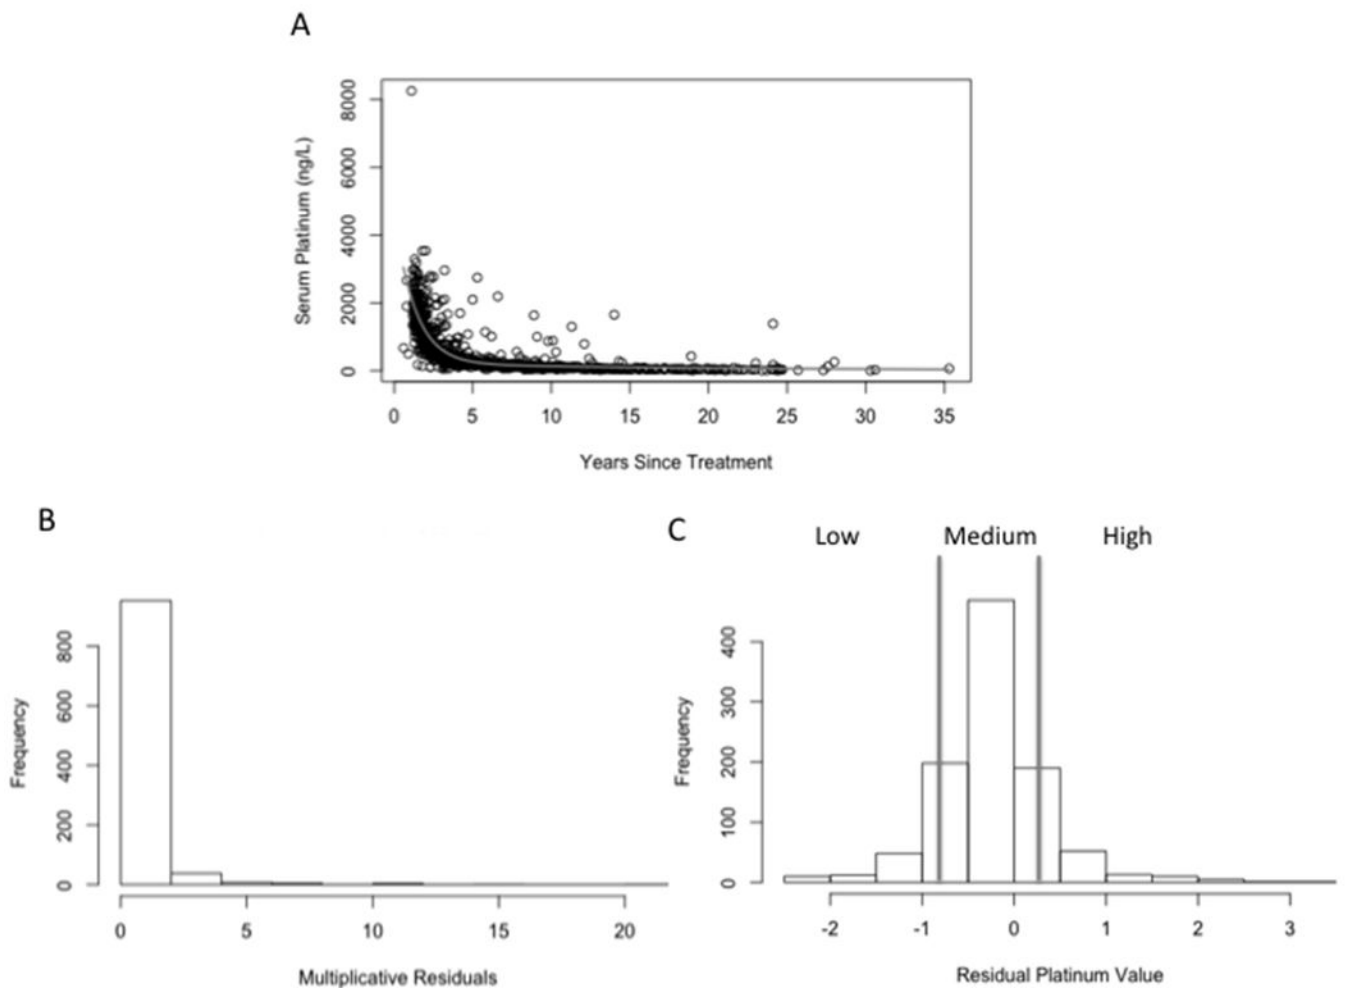 A
Serum Platinum (ng/L)
8000
6000
4000
2000
0
0 5 10 15 20 25 30 35
Years Since Treatment
B
Frequency
800
600
400
200
0
0 5 10 15 20
Multiplicative Residuals
C
Low Medium High
Frequency
400
300
200
100
0
-2 -1 0 1 2 3
Residual Platinum Value